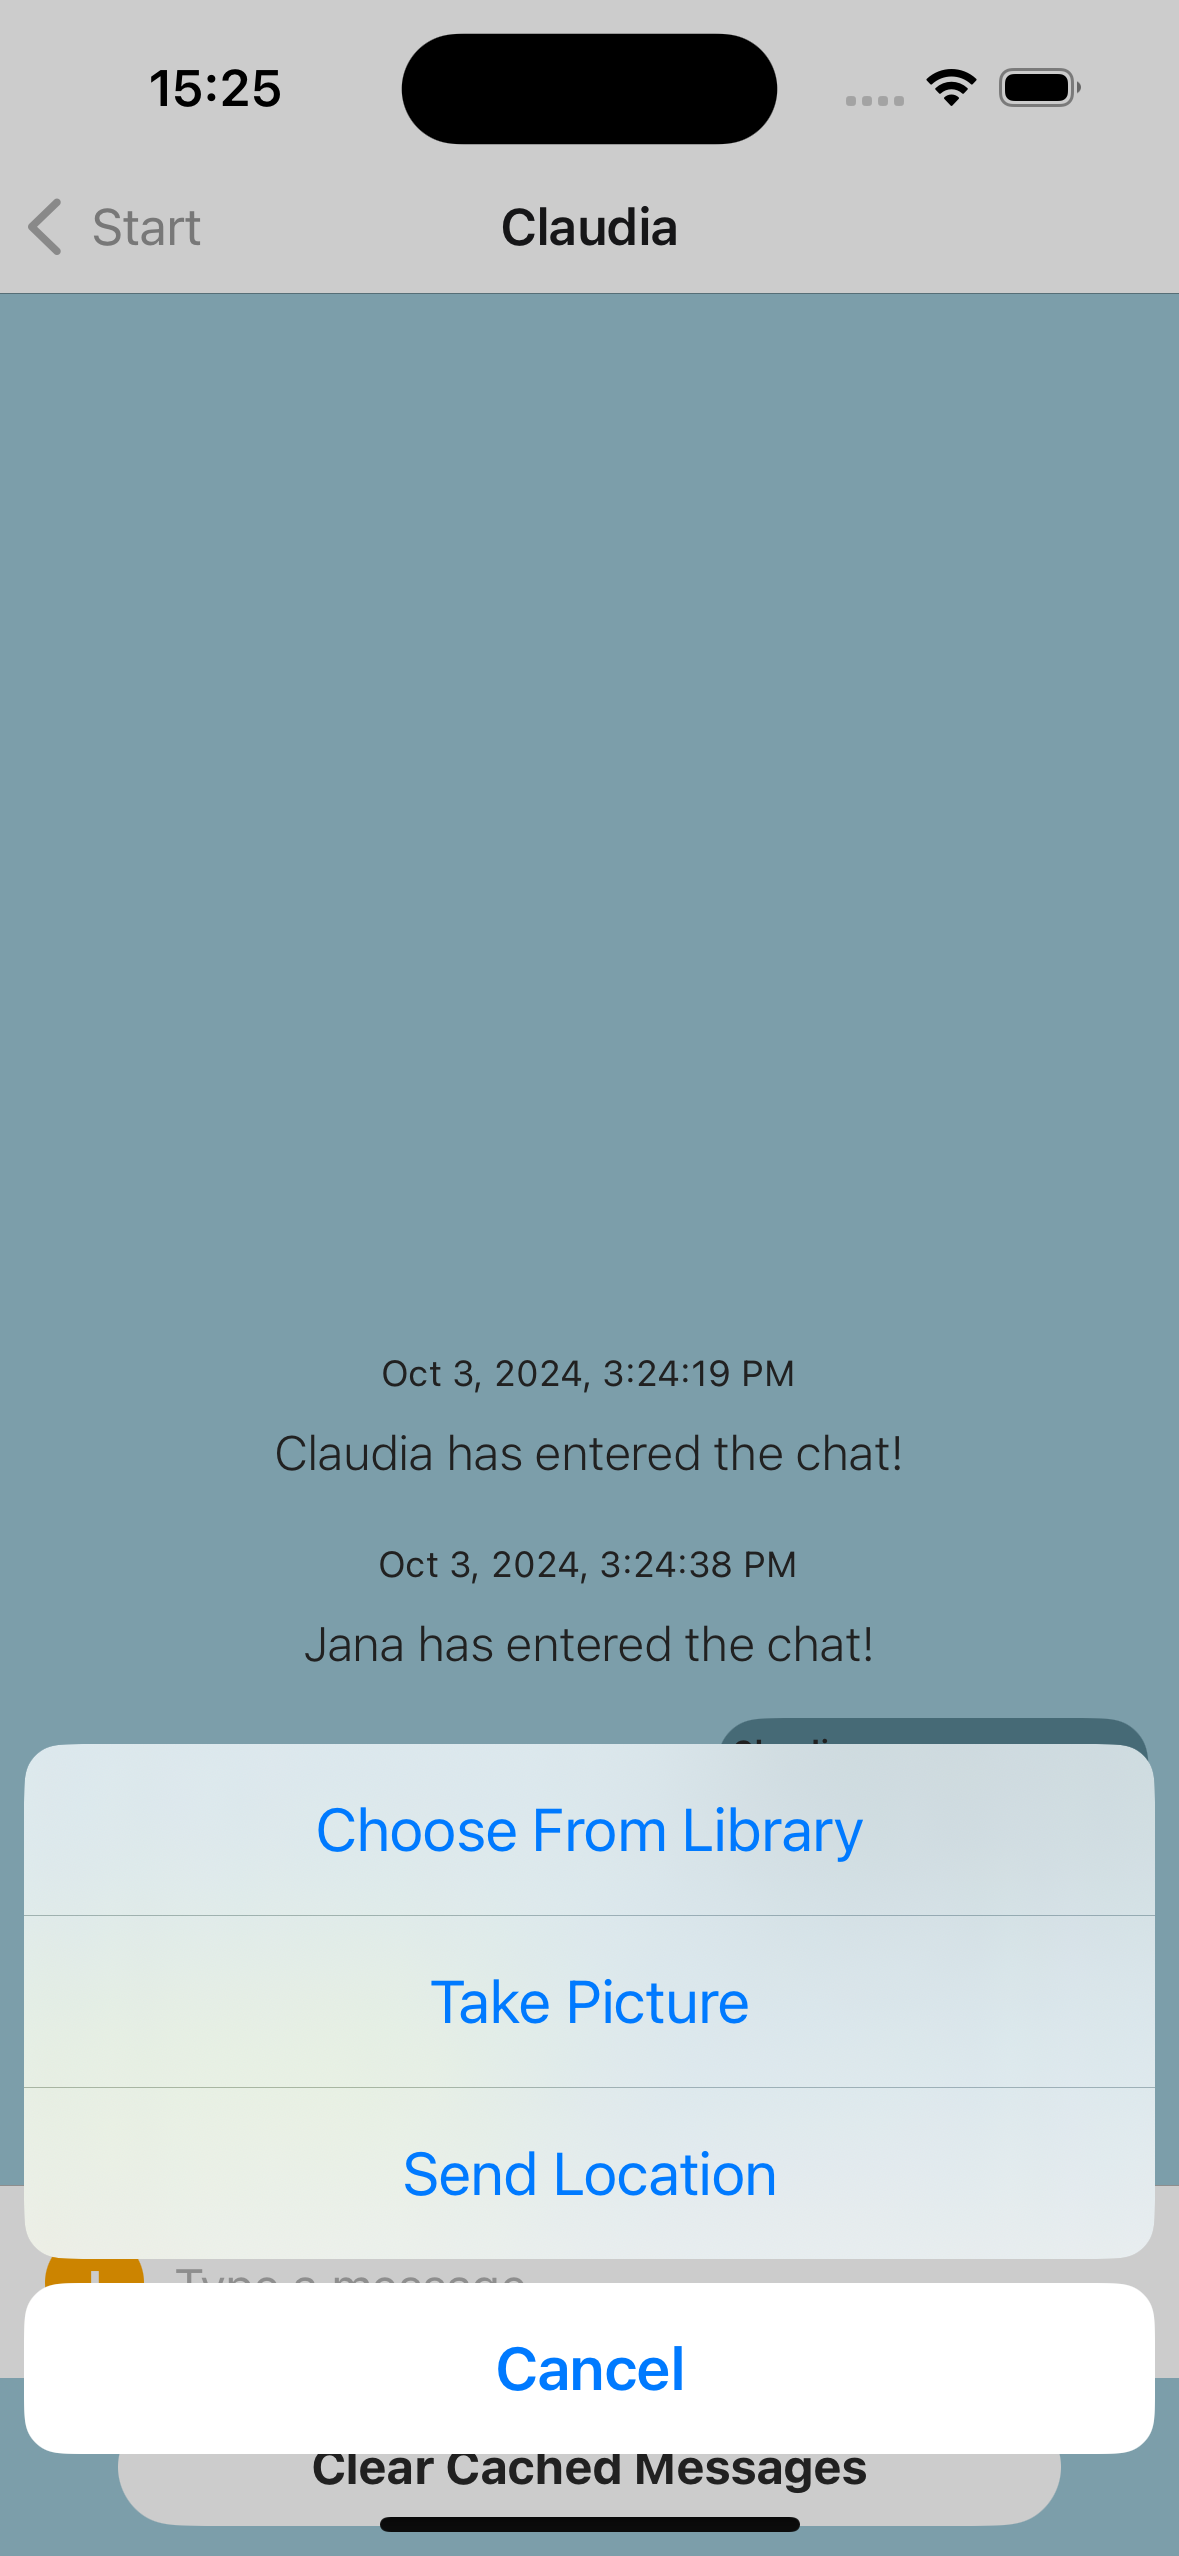 15:25
Start
Claudia
Oct 3, 2024, 3:24:19 PM
Claudia has entered the chat!
Oct 3, 2024, 3:24:38 PM
Jana has entered the chat!
Choose From Library
Take Picture
Send Location
Type a message
Cancel
Clear Cached Messages